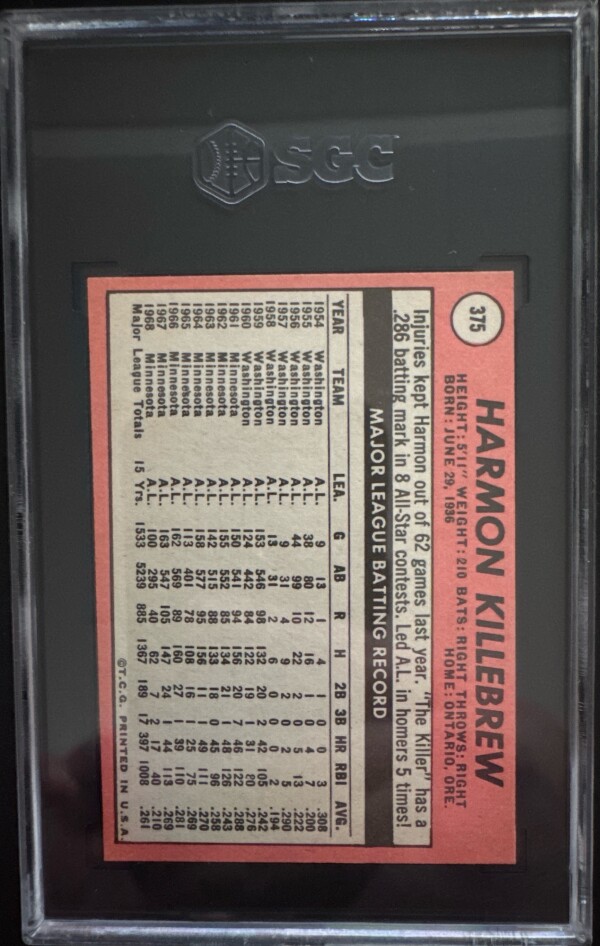 SGC
375
HARMON KILLEBREW
HEIGHT: 5'11" WEIGHT: 210 BATS: RIGHT THROWS: RIGHT
BORN: JUNE 29, 1936 HOME: ONTARIO, ORE.
Injuries kept Harmon out of 62 games last year. "The Killer" has a
.286 batting mark in 8 All-Star contests. Led A.L. in homers 5 times!
MAJOR LEAGUE BATTING RECORD
YEAR TEAM LEA. G AB R H 2B 3B HR RBI AVG.
1954 Washington A.L. 9 13 1 4 1 0 0 3 .308
1955 Washington A.L. 38 80 12 16 1 0 4 7 .200
1956 Washington A.L. 44 99 10 22 2 0 5 13 .222
1957 Washington A.L. 9 31 4 9 2 0 2 5 .290
1958 Washington A.L. 13 31 2 6 0 0 0 2 .194
1959 Washington A.L. 153 546 98 132 20 2 42 105 .242
1960 Washington A.L. 124 442 84 122 19 1 31 80 .276
1961 Minnesota A.L. 150 541 94 156 20 7 46 122 .288
1962 Minnesota A.L. 155 552 85 134 21 1 48 126 .243
1963 Minnesota A.L. 142 515 88 133 18 0 45 96 .258
1964 Minnesota A.L. 158 577 95 156 11 1 49 111 .270
1965 Minnesota A.L. 113 401 78 108 16 1 25 75 .269
1966 Minnesota A.L. 162 569 89 160 27 1 39 110 .281
1967 Minnesota A.L. 163 547 105 147 24 1 44 113 .269
1968 Minnesota A.L. 100 295 40 62 7 2 17 40 .210
Major League Totals 15 Yrs. 1533 5239 885 1367 189 17 397 1008 .261
©T.C.G. PRINTED IN U.S.A.